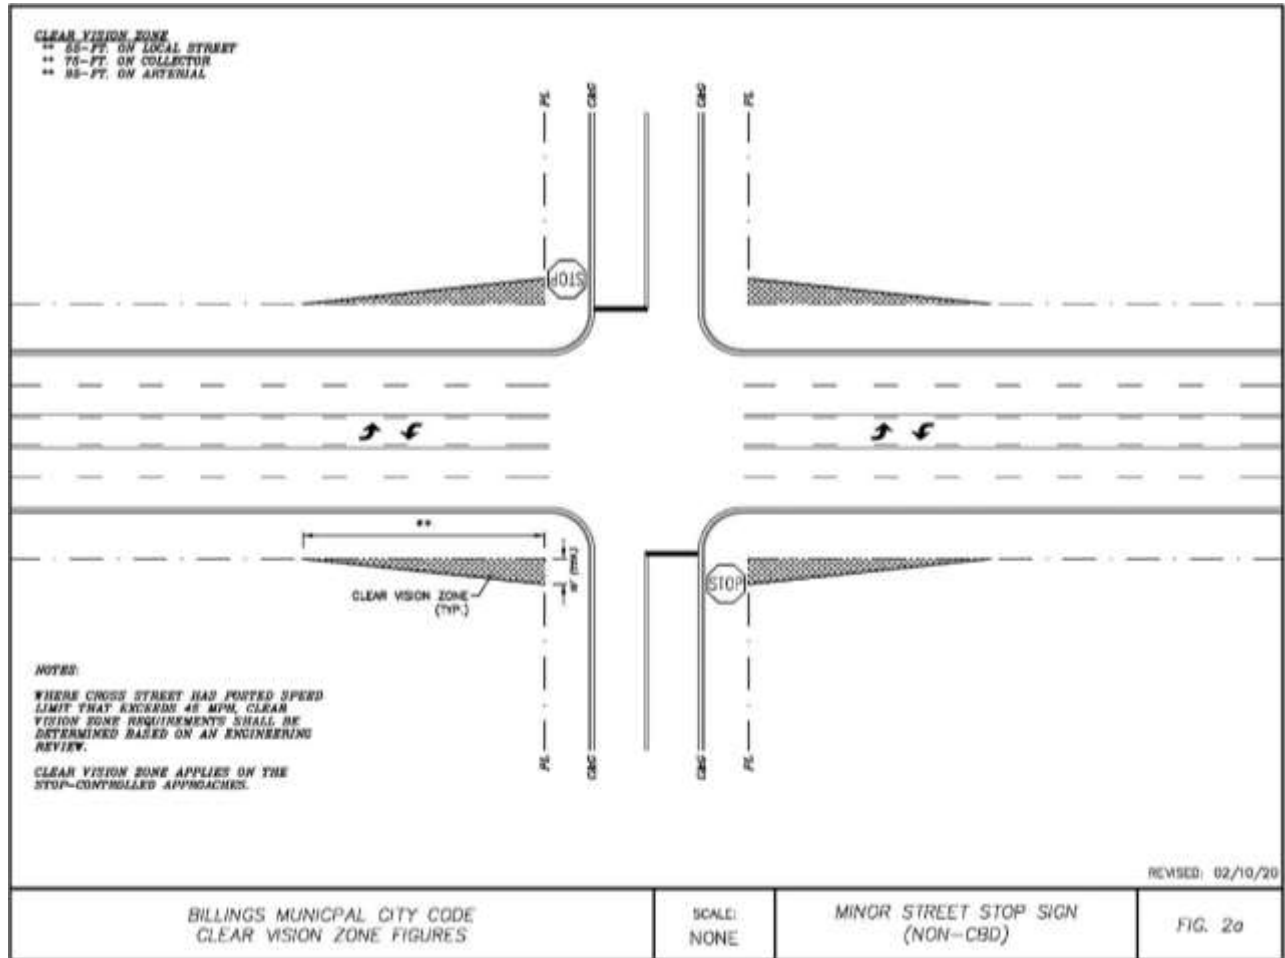 CLEAR VISION ZONE
** 55-FT. ON LOCAL STREET
** 75-FT. ON COLLECTOR
** 95-FT. ON ARTERIAL
PL
C&G
C&G
PL
STOP
**
10' (TYP.)
CLEAR VISION ZONE
(TYP.)
STOP
NOTES:
WHERE CROSS STREET HAS POSTED SPEED
LIMIT THAT EXCEEDS 45 MPH, CLEAR
VISION ZONE REQUIREMENTS SHALL BE
DETERMINED BASED ON AN ENGINEERING
REVIEW.
CLEAR VISION ZONE APPLIES ON THE
STOP-CONTROLLED APPROACHES.
PL
C&G
C&G
PL
REVISED: 02/10/20
BILLINGS MUNICPAL CITY CODE
CLEAR VISION ZONE FIGURES
SCALE:
NONE
MINOR STREET STOP SIGN
(NON-CBD)
FIG. 2a